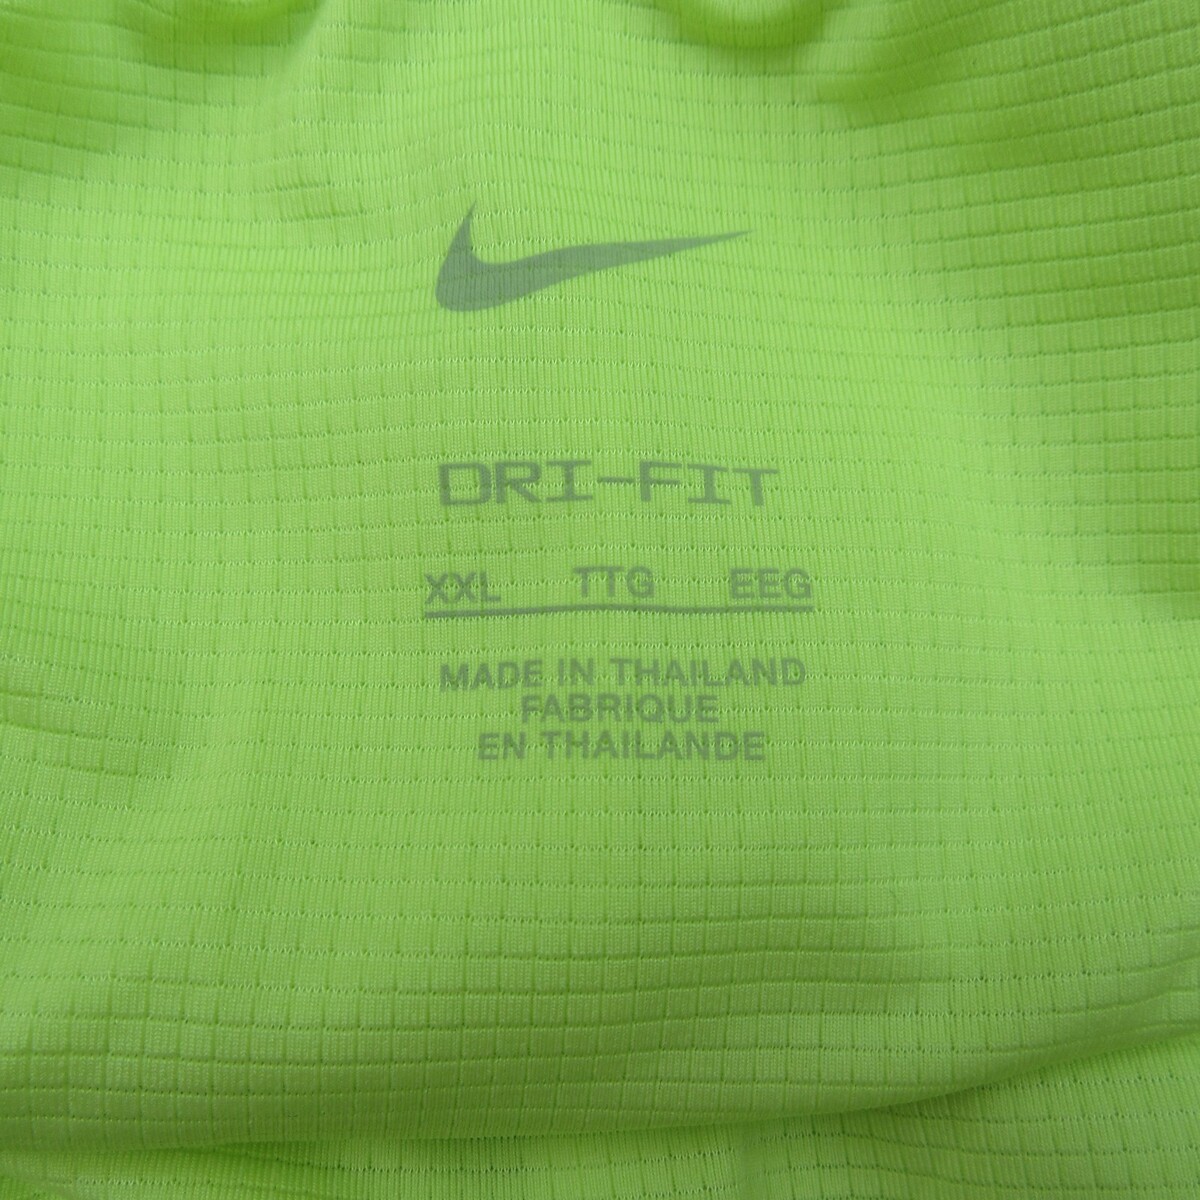 DRI-FIT
XXL TTG EEG
MADE IN THAILAND
FABRIQUE
EN THAILANDE